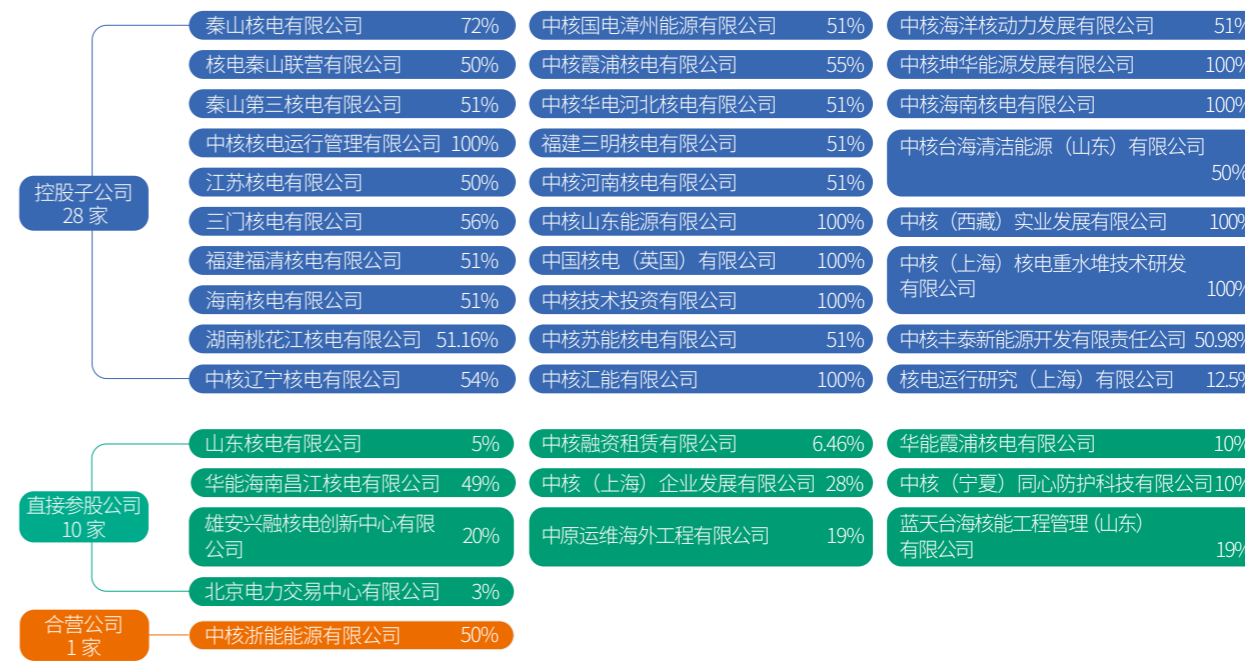 控股子公司
28 家
秦山核电有限公司 72%
核电秦山联营有限公司 50%
秦山第三核电有限公司 51%
中核核电运行管理有限公司 100%
江苏核电有限公司 50%
三门核电有限公司 56%
福建福清核电有限公司 51%
海南核电有限公司 51%
湖南桃花江核电有限公司 51.16%
中核辽宁核电有限公司 54%
中核国电漳州能源有限公司 51%
中核霞浦核电有限公司 55%
中核华电河北核电有限公司 51%
福建三明核电有限公司 51%
中核河南核电有限公司 51%
中核山东能源有限公司 100%
中国核电（英国）有限公司 100%
中核技术投资有限公司 100%
中核苏能核电有限公司 51%
中核汇能有限公司 100%
中核海洋核动力发展有限公司 51%
中核坤华能源发展有限公司 100%
中核海南核电有限公司 100%
中核台海清洁能源（山东）有限公司
50%
中核（西藏）实业发展有限公司 100%
中核（上海）核电重水堆技术研发
有限公司 100%
中核丰泰新能源开发有限责任公司 50.98%
核电运行研究（上海）有限公司 12.5%
直接参股公司
10 家
山东核电有限公司 5%
华能海南昌江核电有限公司 49%
雄安兴融核电创新中心有限
公司 20%
北京电力交易中心有限公司 3%
中核融资租赁有限公司 6.46%
中核（上海）企业发展有限公司 28%
中原运维海外工程有限公司 19%
华能霞浦核电有限公司 10%
中核（宁夏）同心防护科技有限公司 10%
蓝天台海核能工程管理（山东）
有限公司 19%
合营公司
1 家
中核浙能能源有限公司 50%